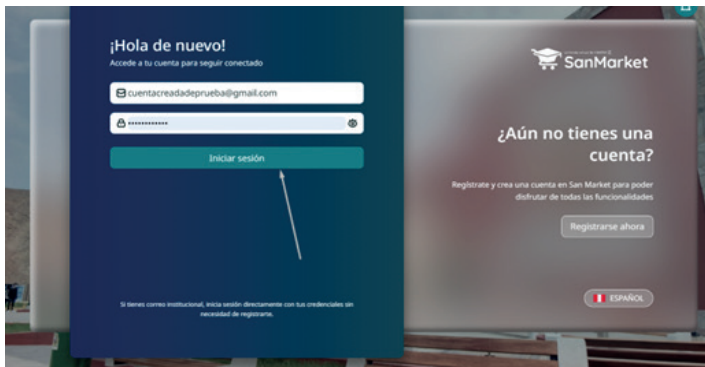 ¡Hola de nuevo!
Accede a tu cuenta para seguir conectado
cuentacreadadeprueba@gmail.com
Iniciar sesión
Si tienes correo institucional, inicia sesión directamente con tus credenciales sin
necesidad de registrarte.
SanMarket
¿Aún no tienes una
cuenta?
Regístrate y crea una cuenta en San Market para poder
disfrutar de todas las funcionalidades
Registrarse ahora
ESPAÑOL